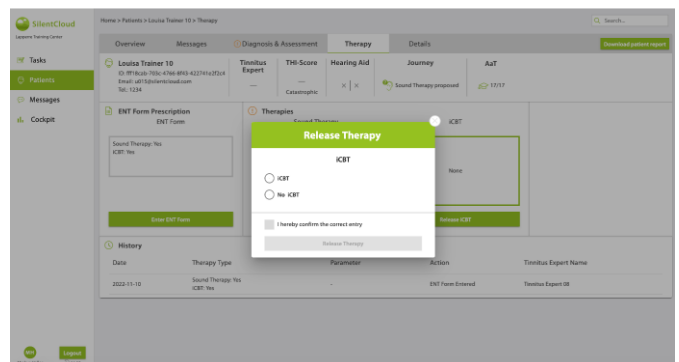 SilentCloud
Lapperre Training Center
Tasks
Patients
Messages
Cockpit
Logout
Home > Patients > Louisa Trainer 10 > Therapy
Search...
Overview
Messages
Diagnosis & Assessment
Therapy
Details
Download patient report
Louisa Trainer 10
Email: ut015@silentcloud.com
Tel.: 1234
Tinnitus
Expert
—
THI-Score
—
Catastrophic
Hearing Aid
× | ×
Journey
Sound Therapy proposed
AaT
17/17
ENT Form Prescription
ENT Form
Sound Therapy: Yes
iCBT: Yes
Enter ENT Form
Therapies
Sound Therapy
iCBT
None
Release iCBT
Release Therapy
iCBT
iCBT
No iCBT
I hereby confirm the correct entry
Release Therapy
History
Date
Therapy Type
Parameter
Action
Tinnitus Expert Name
2022-11-10
Sound Therapy: Yes
iCBT: Yes
-
ENT Form Entered
Tinnitus Expert 08